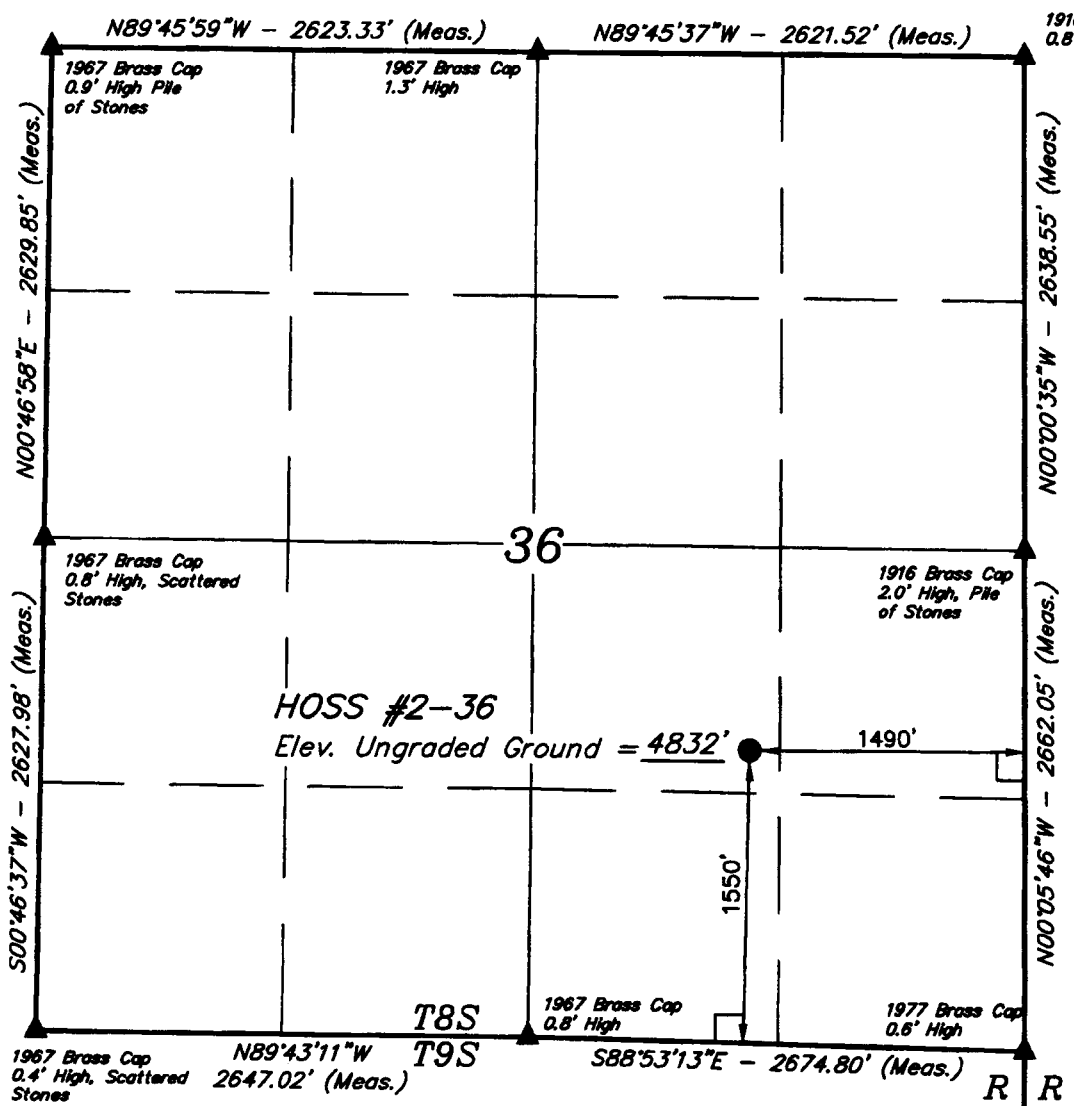 N89°45'59"W - 2623.33' (Meas.)
N89°45'37"W - 2621.52' (Meas.)
1967 Brass Cap
0.9' High Pile
of Stones
1967 Brass Cap
1.3' High
N00°46'58"E - 2629.85' (Meas.)
N00°00'35"W - 2638.55' (Meas.)
36
1967 Brass Cap
0.8' High, Scattered
Stones
1916 Brass Cap
2.0' High, Pile
of Stones
S00°46'37"W - 2627.98' (Meas.)
N00°05'46"W - 2662.05' (Meas.)
HOSS #2-36
Elev. Ungraded Ground = 4832'
1490'
1550'
1967 Brass Cap
0.8' High
1977 Brass Cap
0.6' High
T8S
T9S
1967 Brass Cap
0.4' High, Scattered
Stones
N89°43'11"W
2647.02' (Meas.)
S88°53'13"E - 2674.80' (Meas.)
R R